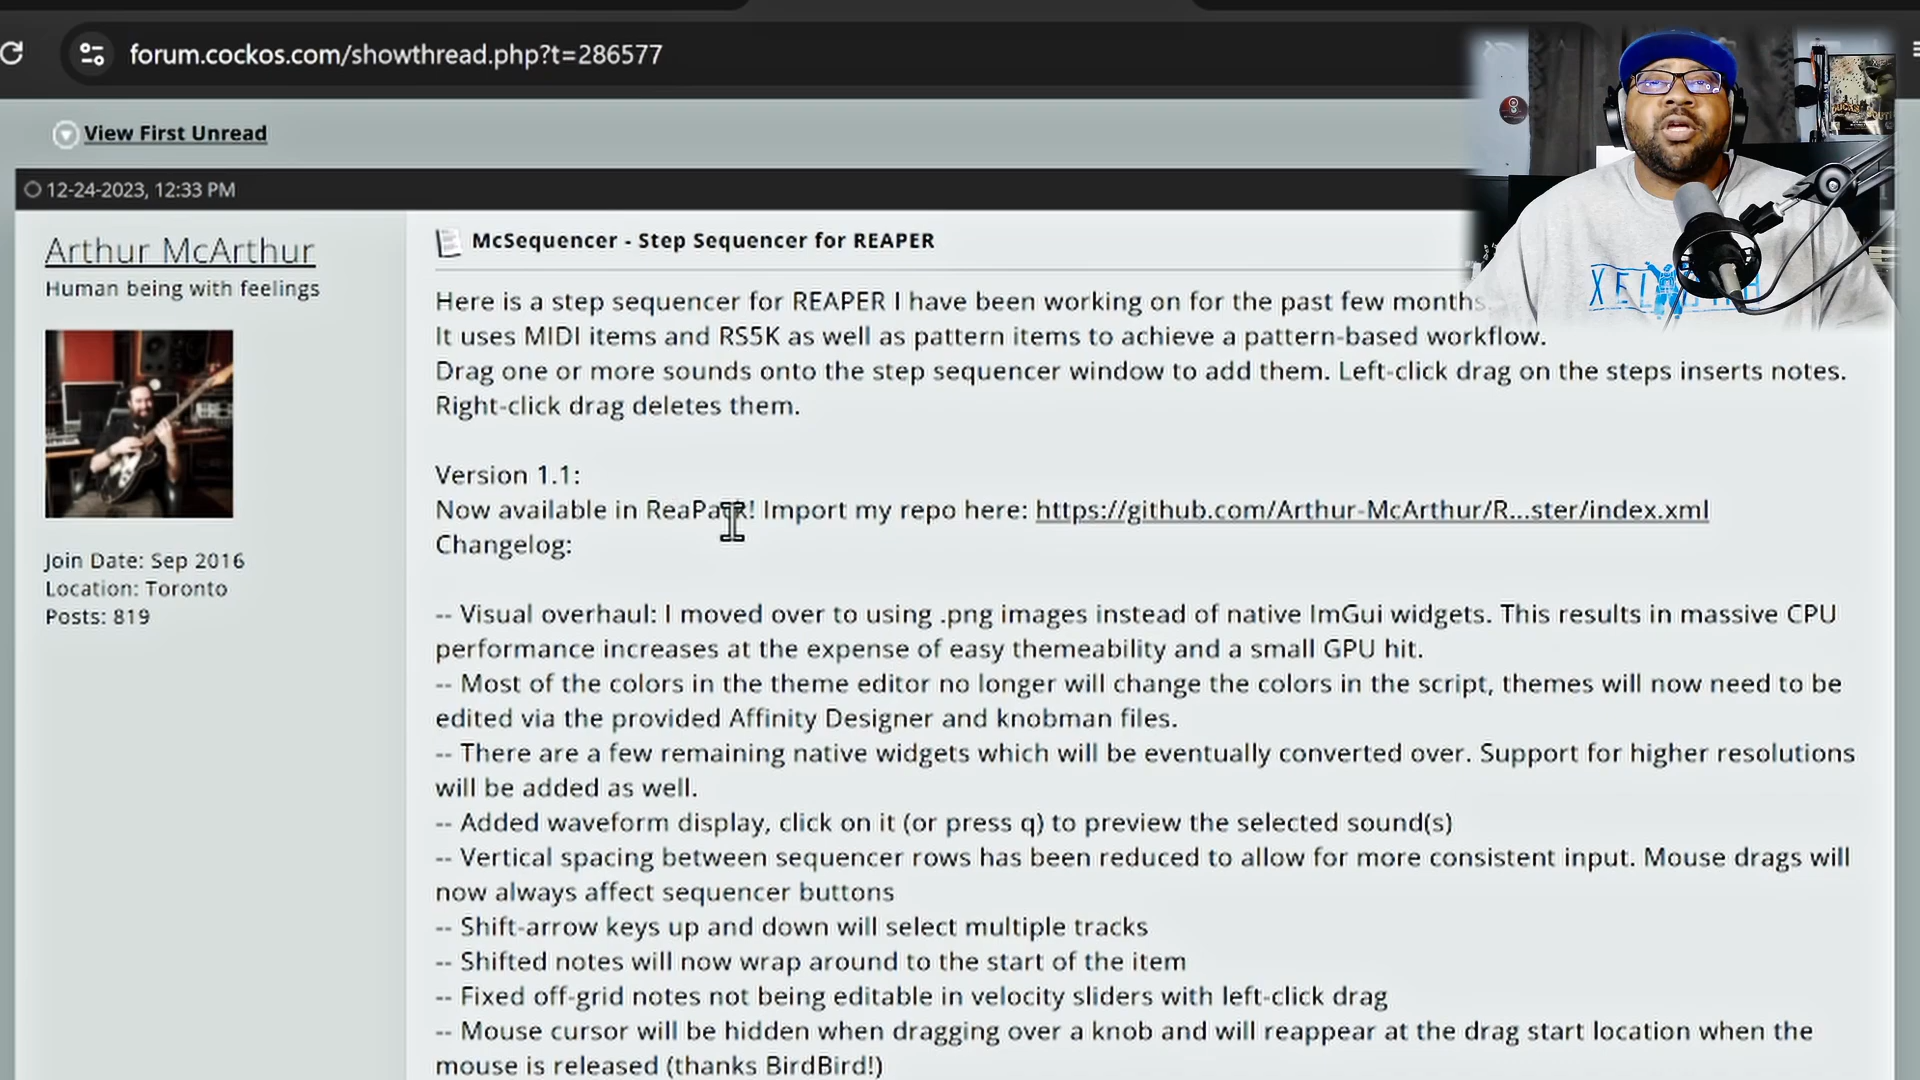 forum.cockos.com/showthread.php?t=286577
View First Unread
12-24-2023, 12:33 PM
Arthur McArthur
Human being with feelings
Join Date: Sep 2016
Location: Toronto
Posts: 819
McSequencer - Step Sequencer for REAPER
Here is a step sequencer for REAPER I have been working on for the past few months
It uses MIDI items and RS5K as well as pattern items to achieve a pattern-based workflow.
Drag one or more sounds onto the step sequencer window to add them. Left-click drag on the steps inserts notes.
Right-click drag deletes them.
Version 1.1:
Now available in ReaPack! Import my repo here: https://github.com/Arthur-McArthur/R...ster/index.xml
Changelog:
-- Visual overhaul: I moved over to using .png images instead of native ImGui widgets. This results in massive CPU
performance increases at the expense of easy themeability and a small GPU hit.
-- Most of the colors in the theme editor no longer will change the colors in the script, themes will now need to be
edited via the provided Affinity Designer and knobman files.
-- There are a few remaining native widgets which will be eventually converted over. Support for higher resolutions
will be added as well.
-- Added waveform display, click on it (or press q) to preview the selected sound(s)
-- Vertical spacing between sequencer rows has been reduced to allow for more consistent input. Mouse drags will
now always affect sequencer buttons
-- Shift-arrow keys up and down will select multiple tracks
-- Shifted notes will now wrap around to the start of the item
-- Fixed off-grid notes not being editable in velocity sliders with left-click drag
-- Mouse cursor will be hidden when dragging over a knob and will reappear at the drag start location when the
mouse is released (thanks BirdBird!)